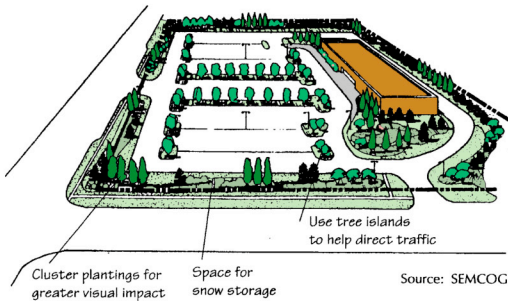 Use tree islands
to help direct traffic
Cluster plantings for
greater visual impact
Space for
snow storage
Source: SEMCOG